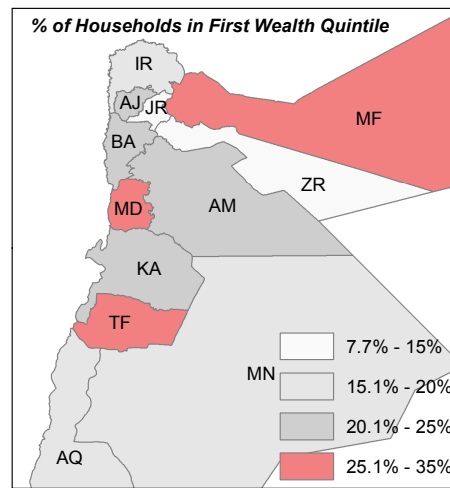 % of Households in First Wealth Quintile
IR
AJ
JR
MF
BA
ZR
MD
AM
KA
TF
7.7% - 15%
MN
15.1% - 20%
20.1% - 25%
AQ
25.1% - 35%